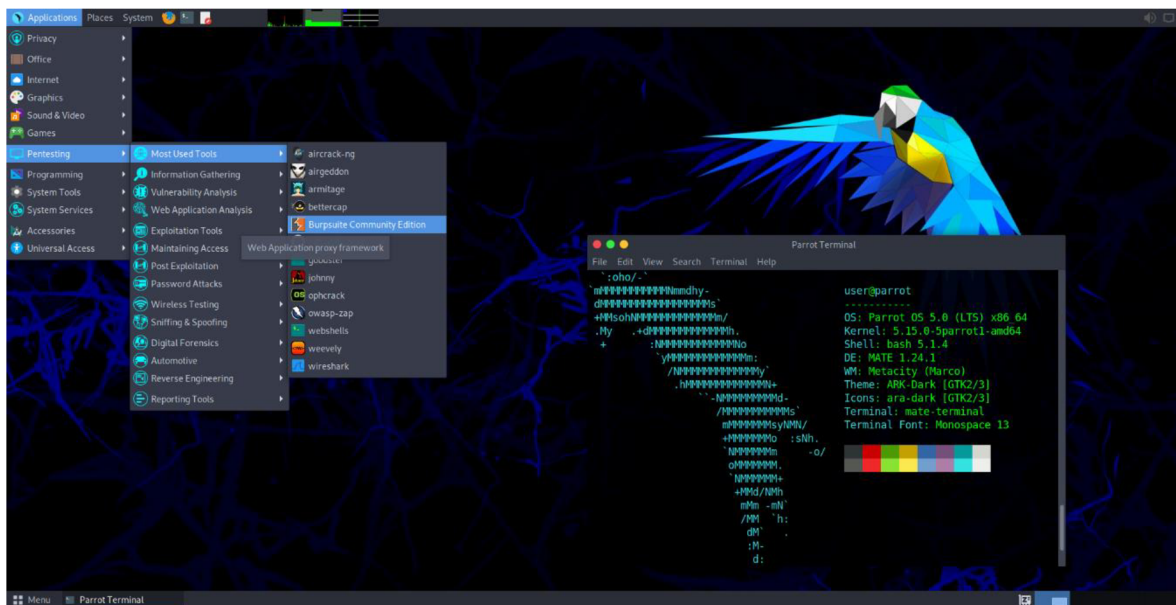 Applications Places System
Privacy
Office
Internet
Graphics
Sound & Video
Games
Pentesting
Programming
System Tools
System Services
Accessories
Universal Access
Most Used Tools
Information Gathering
Vulnerability Analysis
Web Application Analysis
Exploitation Tools
Maintaining Access
Post Exploitation
Password Attacks
Wireless Testing
Sniffing & Spoofing
Digital Forensics
Automotive
Reverse Engineering
Reporting Tools
aircrack-ng
airgeddon
armitage
bettercap
Burpsuite Community Edition
Web Application proxy framework
gobuster
johnny
ophcrack
owasp-zap
webshells
weevely
wireshark
Parrot Terminal
File Edit View Search Terminal Help
user@parrot
-----------
OS: Parrot OS 5.0 (LTS) x86_64
Kernel: 5.15.0-5parrot1-amd64
Shell: bash 5.1.4
DE: MATE 1.24.1
WM: Metacity (Marco)
Theme: ARK-Dark [GTK2/3]
Icons: ara-dark [GTK2/3]
Terminal: mate-terminal
Terminal Font: Monospace 13
Menu Parrot Terminal